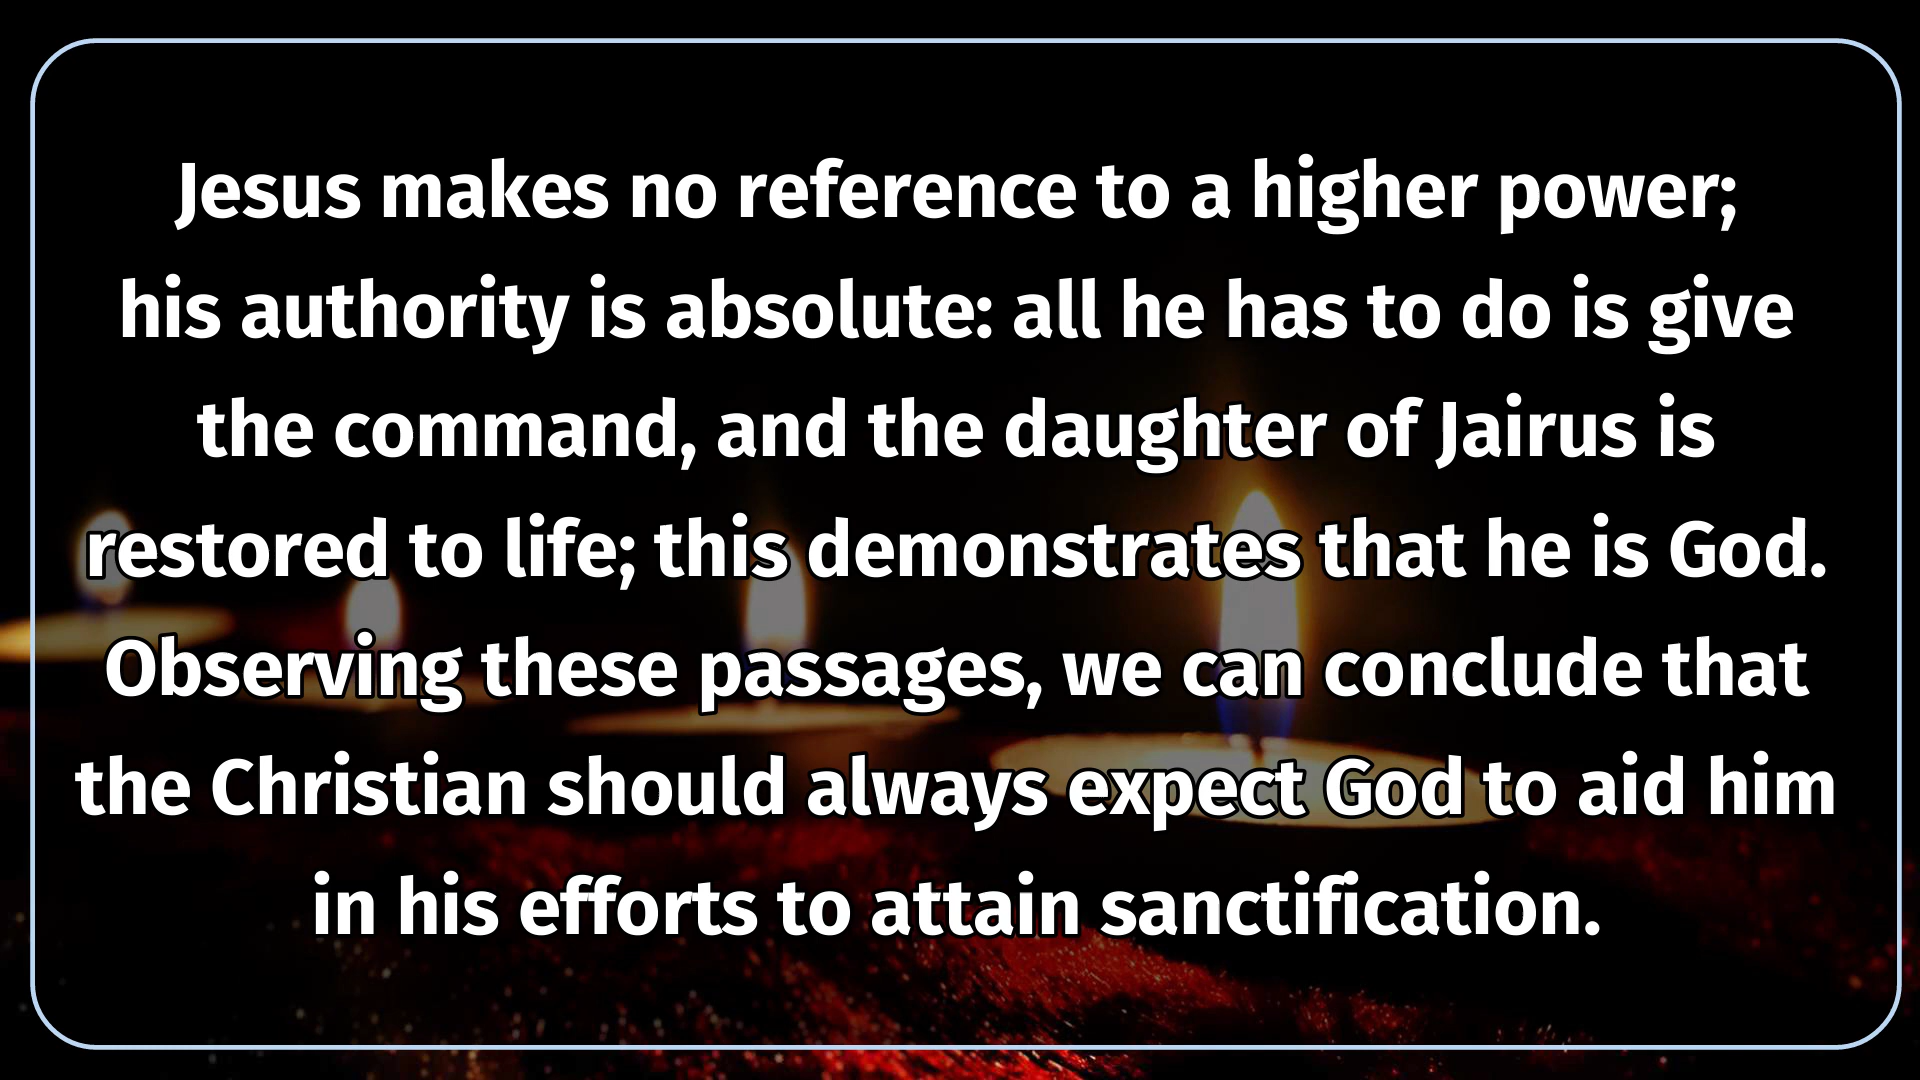 Jesus makes no reference to a higher power;
his authority is absolute: all he has to do is give
the command, and the daughter of Jairus is
restored to life; this demonstrates that he is God.
Observing these passages, we can conclude that
the Christian should always expect God to aid him
in his efforts to attain sanctification.